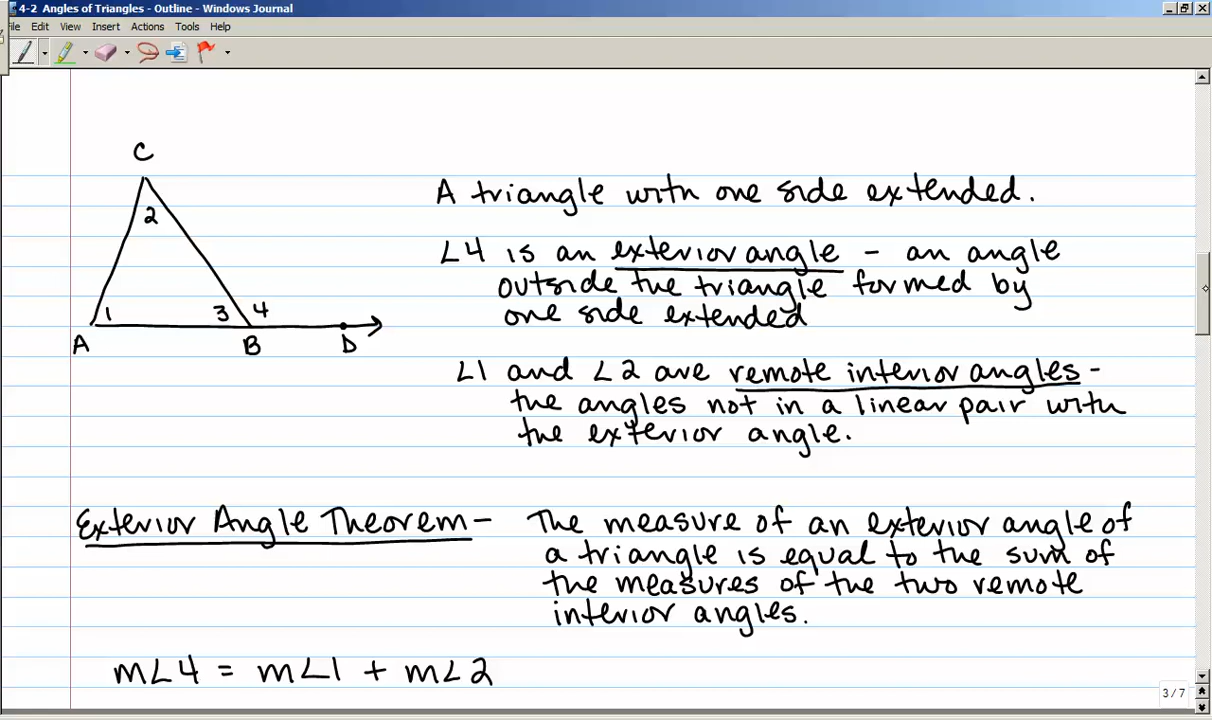 4-2 Angles of Triangles - Outline - Windows Journal
File Edit View Insert Actions Tools Help
C
2
1
3 4
A B D
A triangle with one side extended.
∠4 is an exterior angle - an angle
outside the triangle formed by
one side extended
∠1 and ∠2 are remote interior angles -
the angles not in a linear pair with
the exterior angle.
Exterior Angle Theorem - The measure of an exterior angle of
a triangle is equal to the sum of
the measures of the two remote
interior angles.
m∠4 = m∠1 + m∠2
3 / 7